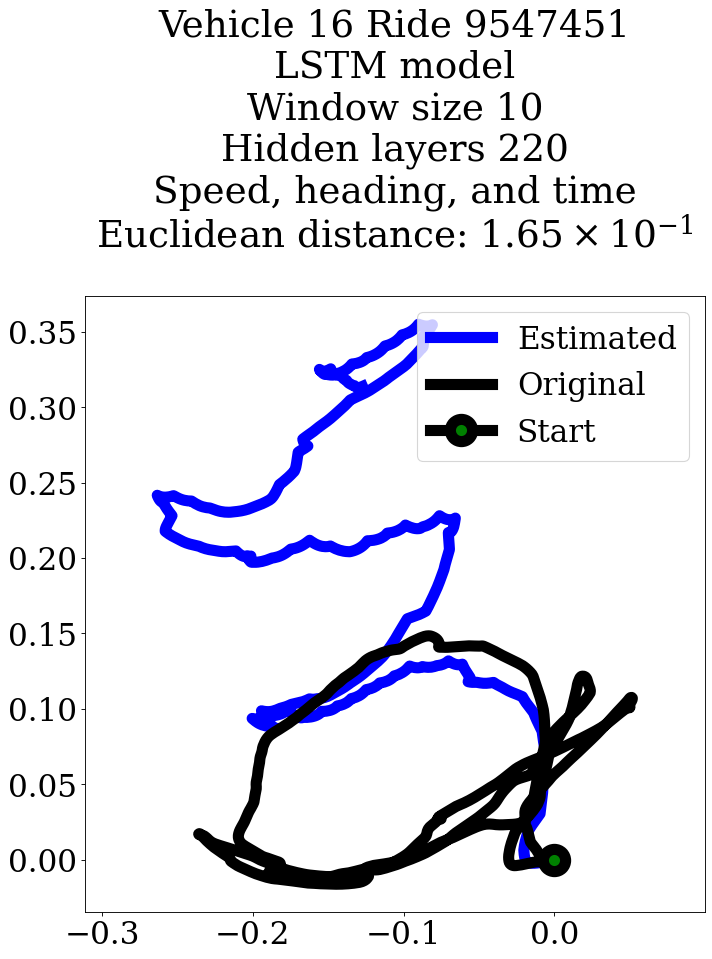 Vehicle 16 Ride 9547451
LSTM model
Window size 10
Hidden layers 220
Speed, heading, and time
Euclidean distance: 1.65 × 10⁻¹
Estimated
Original
Start
0.35
0.30
0.25
0.20
0.15
0.10
0.05
0.00
−0.3 −0.2 −0.1 0.0